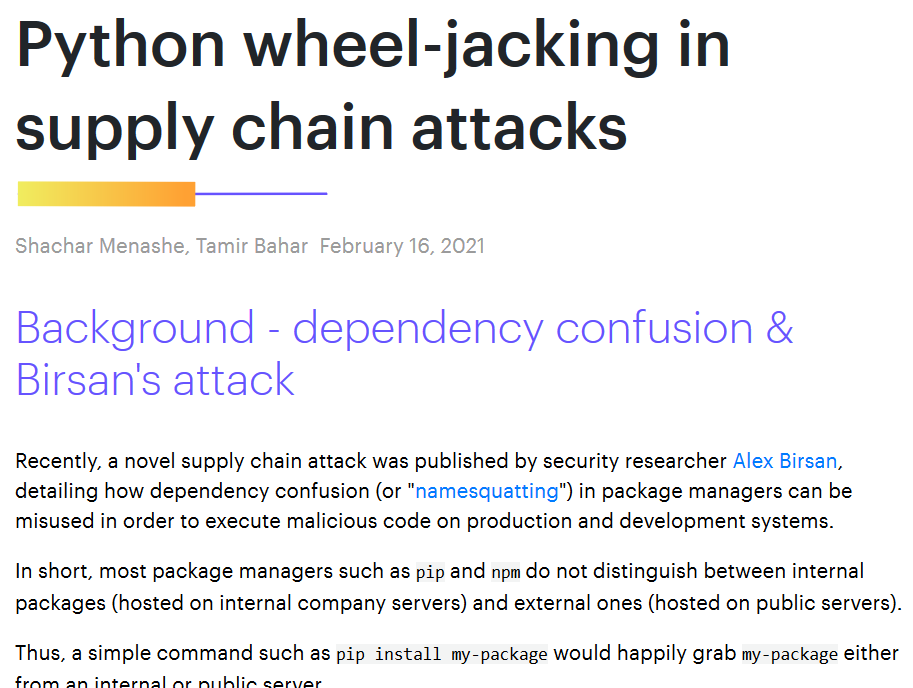 Python wheel-jacking in
supply chain attacks
Shachar Menashe, Tamir Bahar  February 16, 2021
Background - dependency confusion &
Birsan's attack
Recently, a novel supply chain attack was published by security researcher Alex Birsan,
detailing how dependency confusion (or "namesquatting") in package managers can be
misused in order to execute malicious code on production and development systems.
In short, most package managers such as pip and npm do not distinguish between internal
packages (hosted on internal company servers) and external ones (hosted on public servers).
Thus, a simple command such as pip install my-package would happily grab my-package either
from an internal or public server